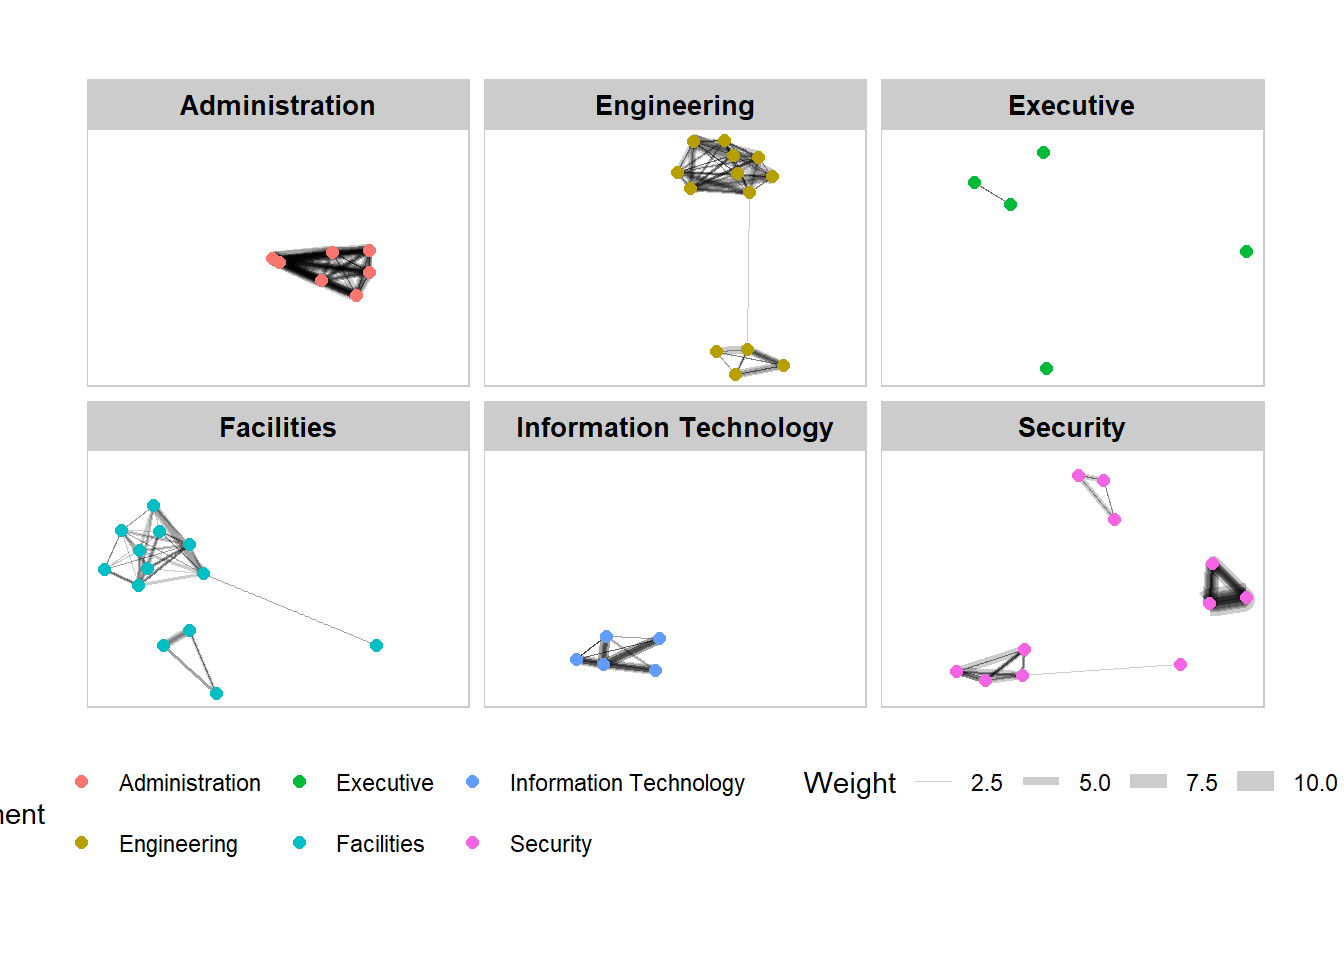 Administration
Engineering
Executive
Facilities
Information Technology
Security
Administration
Executive
Information Technology
Weight
2.5
5.0
7.5
10.0
Engineering
Facilities
Security